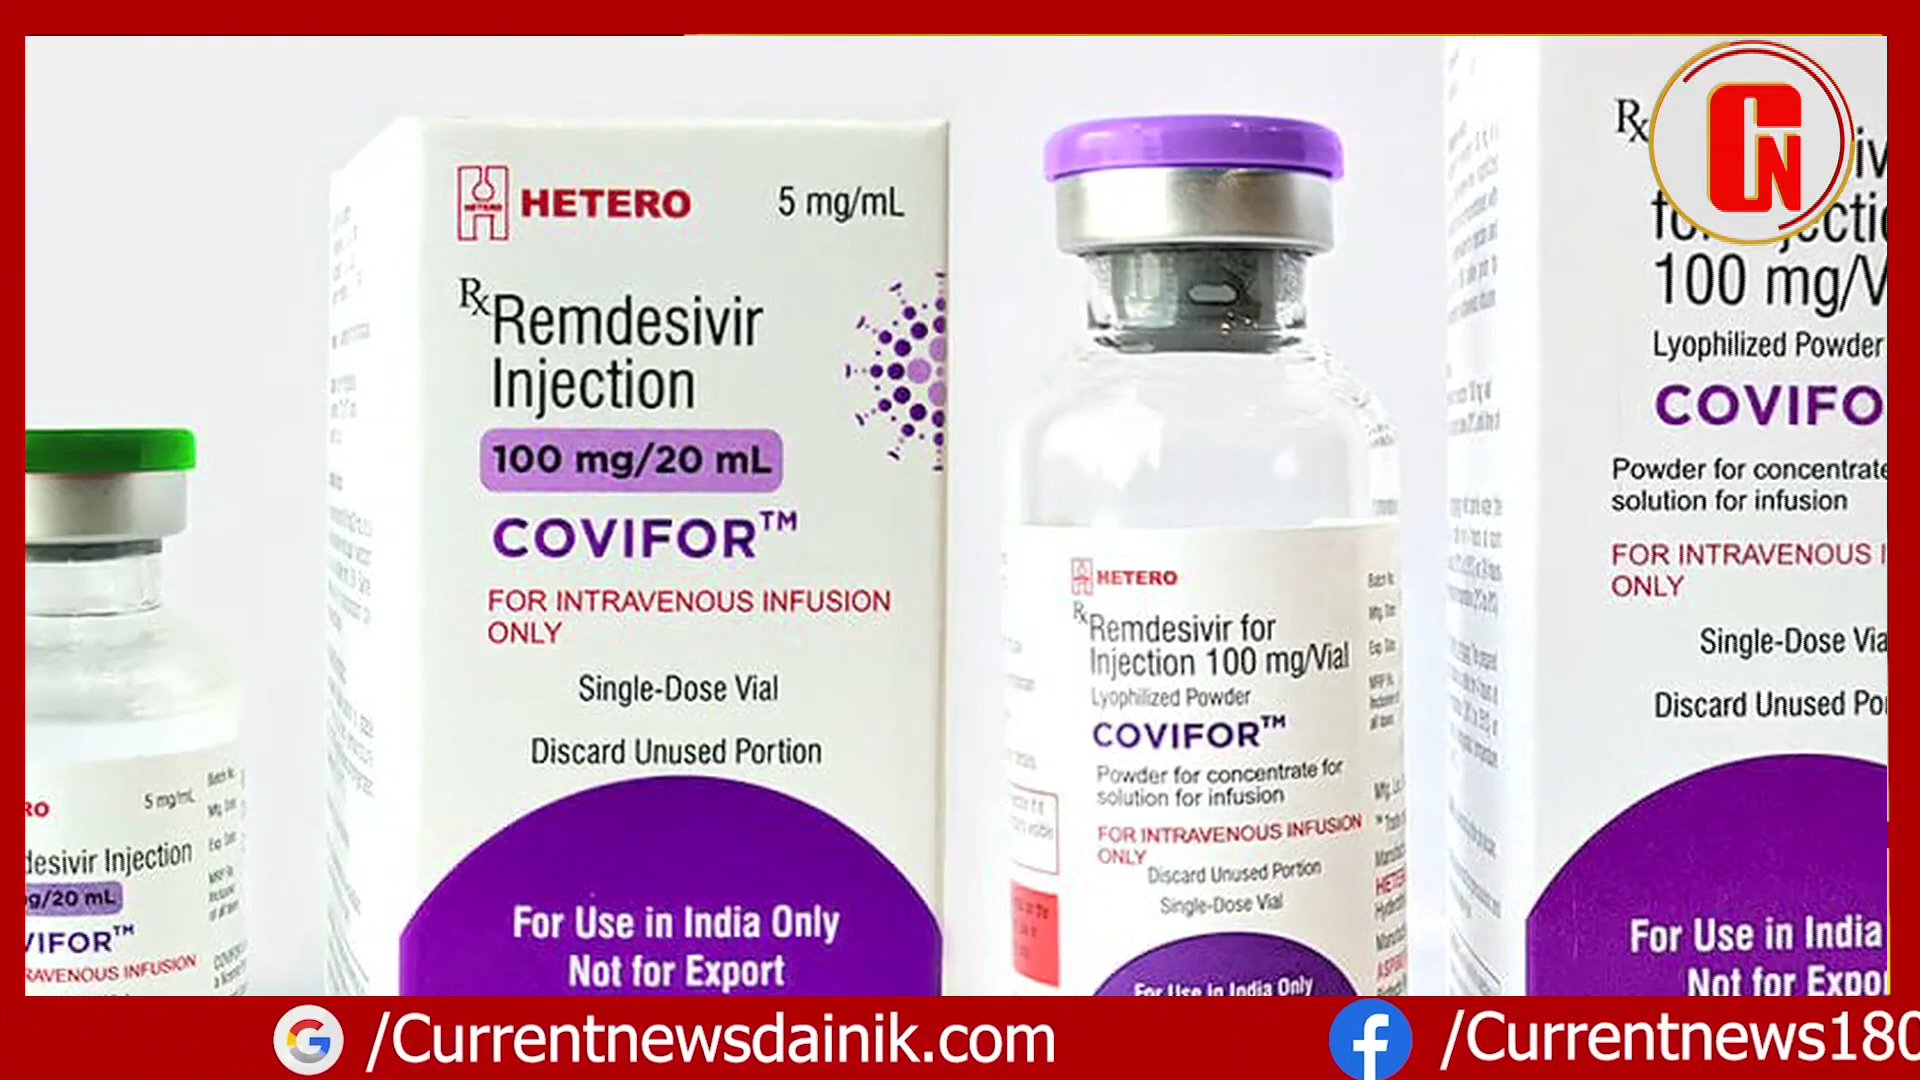 HETERO
5 mg/mL
Rx Remdesivir
Injection
100 mg/20 mL
COVIFOR™
FOR INTRAVENOUS INFUSION
ONLY
Single-Dose Vial
Discard Unused Portion
For Use in India Only
Not for Export
HETERO
Rx Remdesivir for
Injection 100 mg/Vial
Lyophilized Powder
COVIFOR™
Powder for concentrate for
solution for infusion
FOR INTRAVENOUS INFUSION
ONLY
Discard Unused Portion
Single-Dose Vial
For Use in India Only
Rx
100 mg/V
Lyophilized Powder
COVIFO
Powder for concentrate
solution for infusion
FOR INTRAVENOUS I
ONLY
Single-Dose Via
Discard Unused Po
For Use in India
Not for Expo
RO
5 mg/mL
desivir Injection
g/20 mL
VIFOR™
RAVENOUS INFUSION
CN
/Currentnewsdainik.com
/Currentnews180